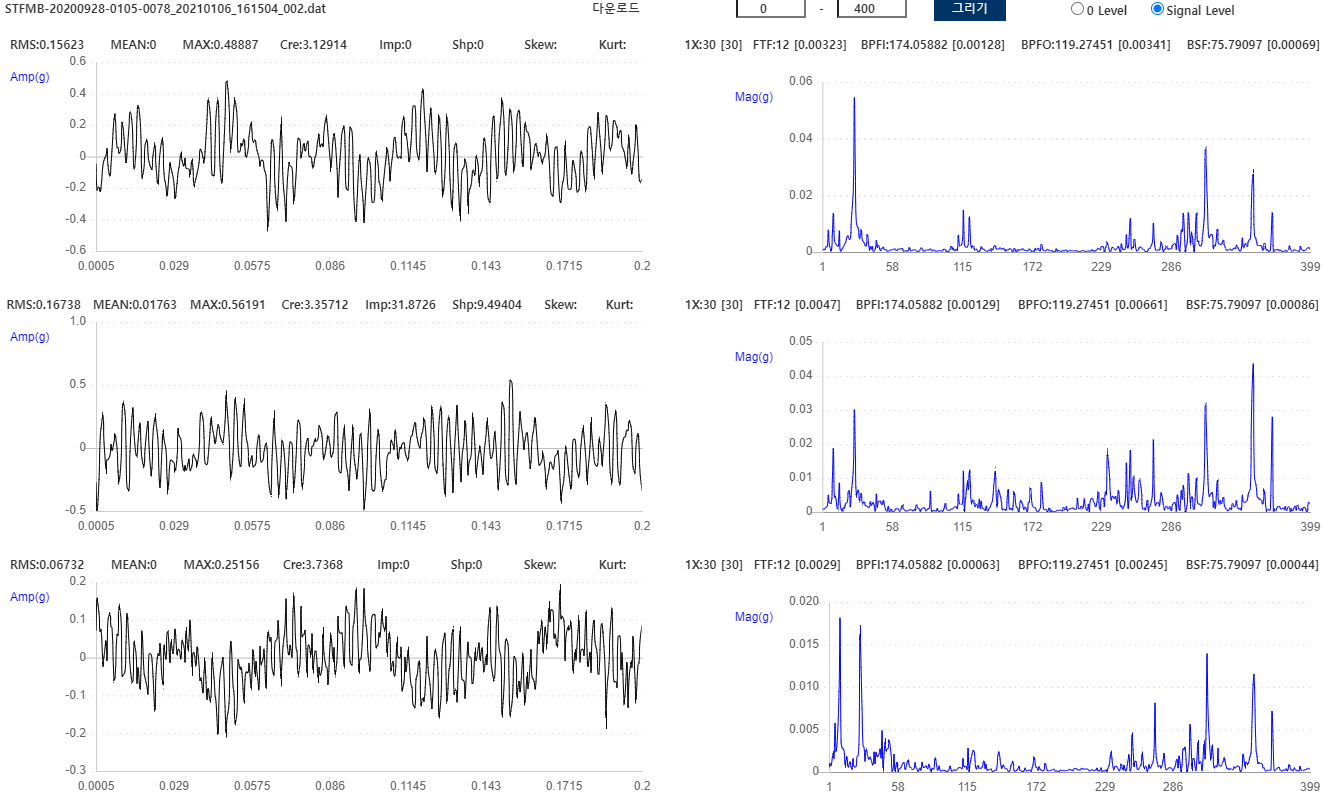 STFMB-20200928-0105-0078_20210106_161504_002.dat 다운로드 0 - 400 그리기 0 Level Signal Level
RMS:0.15623 MEAN:0 MAX:0.48887 Cre:3.12914 Imp:0 Shp:0 Skew: Kurt: 1X:30 [30] FTF:12 [0.00323] BPFI:174.05882 [0.00128] BPFO:119.27451 [0.00341] BSF:75.79097 [0.00069]
Amp(g)
0.6
0.4
0.2
0
-0.2
-0.4
-0.6
0.0005 0.029 0.0575 0.086 0.1145 0.143 0.1715 0.2
Mag(g)
0.06
0.04
0.02
0
1 58 115 172 229 286 399
RMS:0.16738 MEAN:0.01763 MAX:0.56191 Cre:3.35712 Imp:31.8726 Shp:9.49404 Skew: Kurt: 1X:30 [30] FTF:12 [0.0047] BPFI:174.05882 [0.00129] BPFO:119.27451 [0.00661] BSF:75.79097 [0.00086]
Amp(g)
1.0
0.5
0
-0.5
0.0005 0.029 0.0575 0.086 0.1145 0.143 0.1715 0.2
Mag(g)
0.05
0.04
0.03
0.02
0.01
0
1 58 115 172 229 286 399
RMS:0.06732 MEAN:0 MAX:0.25156 Cre:3.7368 Imp:0 Shp:0 Skew: Kurt: 1X:30 [30] FTF:12 [0.0029] BPFI:174.05882 [0.00063] BPFO:119.27451 [0.00245] BSF:75.79097 [0.00044]
Amp(g)
0.2
0.1
0
-0.1
-0.2
-0.3
0.0005 0.029 0.0575 0.086 0.1145 0.143 0.1715 0.2
Mag(g)
0.020
0.015
0.010
0.005
0
1 58 115 172 229 286 399